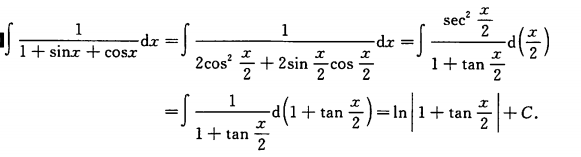 ∫ 1/(1+sinx+cosx) dx = ∫ 1/(2cos² x/2 + 2sin x/2 cos x/2) dx = ∫ (sec² x/2)/(1+tan x/2) d(x/2)
= ∫ 1/(1+tan x/2) d(1+tan x/2) = ln|1+tan x/2| + C.